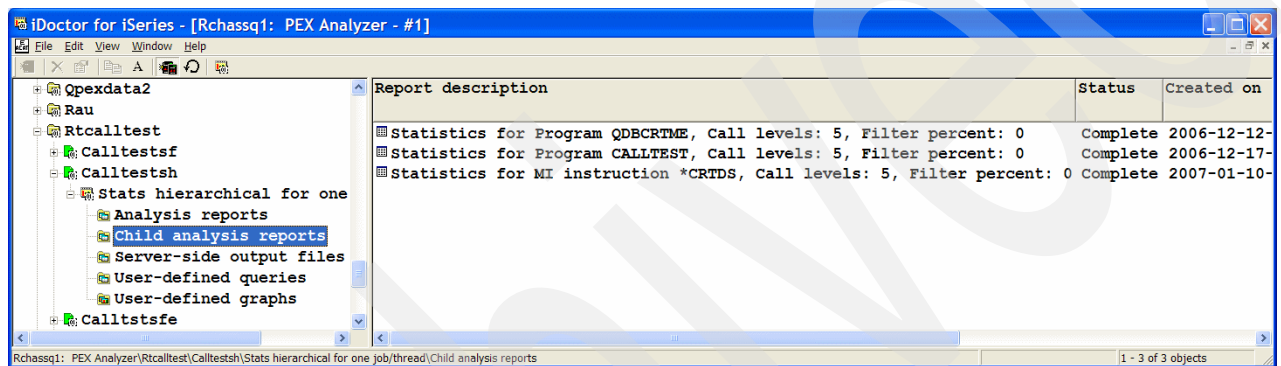 iDoctor for iSeries - [Rchassq1: PEX Analyzer - #1]
File Edit View Window Help
A
Qpexdata2
Rau
Rtcalltest
Calltestsf
Calltestsh
Stats hierarchical for one
Analysis reports
Child analysis reports
Server-side output files
User-defined queries
User-defined graphs
Calltstsfe
Report description Status Created on
Statistics for Program QDBCRTME, Call levels: 5, Filter percent: 0 Complete 2006-12-12-
Statistics for Program CALLTEST, Call levels: 5, Filter percent: 0 Complete 2006-12-17-
Statistics for MI instruction *CRTDS, Call levels: 5, Filter percent: 0 Complete 2007-01-10-
Rchassq1: PEX Analyzer\Rtcalltest\Calltestsh\Stats hierarchical for one job/thread\Child analysis reports 1 - 3 of 3 objects